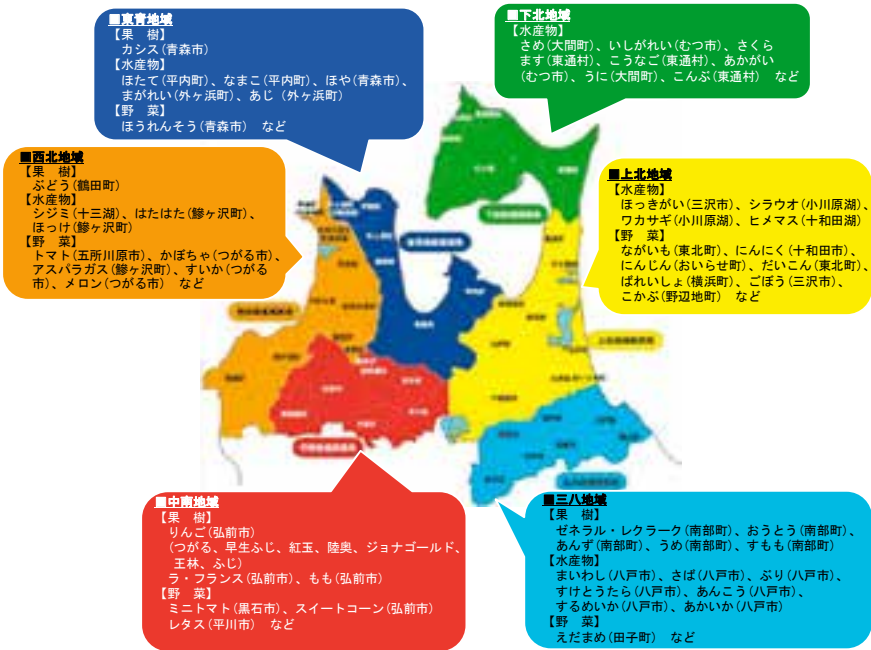 ■東青地域
【果　樹】
カシス(青森市)
【水産物】
ほたて(平内町)、なまこ(平内町)、ほや(青森市)、
まがれい(外ヶ浜町)、あじ（外ヶ浜町)
【野　菜】
ほうれんそう(青森市)　など
■下北地域
【水産物】
さめ(大間町)、いしがれい(むつ市)、さくら
ます(東通村)、こうなご(東通村)、あかがい
(むつ市)、うに(大間町)、こんぶ(東通村)　など
■西北地域
【果　樹】
ぶどう(鶴田町)
【水産物】
シジミ(十三湖)、はたはた(鰺ヶ沢町)、
ほっけ(鰺ヶ沢町)
【野　菜】
トマト(五所川原市)、かぼちゃ(つがる市)、
アスパラガス(鰺ヶ沢町)、すいか(つがる
市)、メロン(つがる市)　など
■上北地域
【水産物】
ほっきがい(三沢市)、シラウオ(小川原湖)、
ワカサギ(小川原湖)、ヒメマス(十和田湖)
【野　菜】
ながいも(東北町)、にんにく(十和田市)、
にんじん(おいらせ町)、だいこん(東北町)、
ばれいしょ(横浜町)、ごぼう(三沢市)、
こかぶ(野辺地町)　など
■中南地域
【果　樹】
りんご(弘前市)
(つがる、早生ふじ、紅玉、陸奥、ジョナゴールド、
王林、ふじ)
ラ・フランス(弘前市)、もも(弘前市)
【野　菜】
ミニトマト(黒石市)、スイートコーン(弘前市)
レタス(平川市)　など
■三八地域
【果　樹】
ゼネラル・レクラーク(南部町)、おうとう(南部町)、
あんず(南部町)、うめ(南部町)、すもも(南部町)
【水産物】
まいわし(八戸市)、さば(八戸市)、ぶり(八戸市)、
すけとうたら(八戸市)、あんこう(八戸市)、
するめいか(八戸市)、あかいか(八戸市)
【野　菜】
えだまめ(田子町)　など